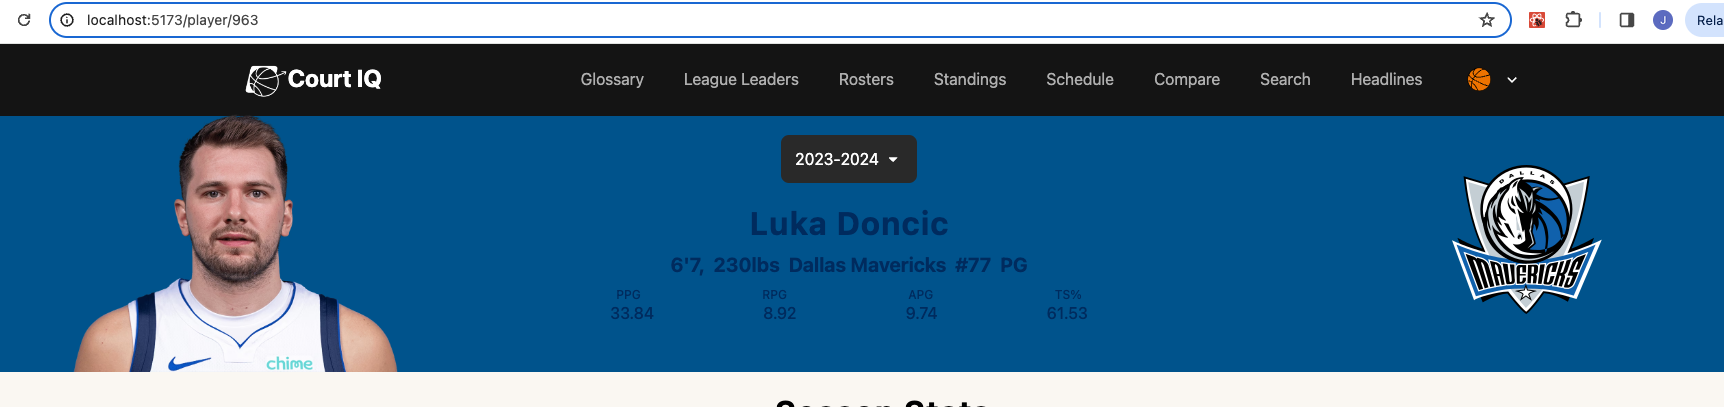 localhost:5173/player/963
J
Rela
Court IQ
Glossary League Leaders Rosters Standings Schedule Compare Search Headlines
2023-2024
Luka Doncic
6'7, 230lbs Dallas Mavericks #77 PG
PPG RPG APG TS%
33.84 8.92 9.74 61.53
DALLAS
MAVERICKS
chime
Season Stats